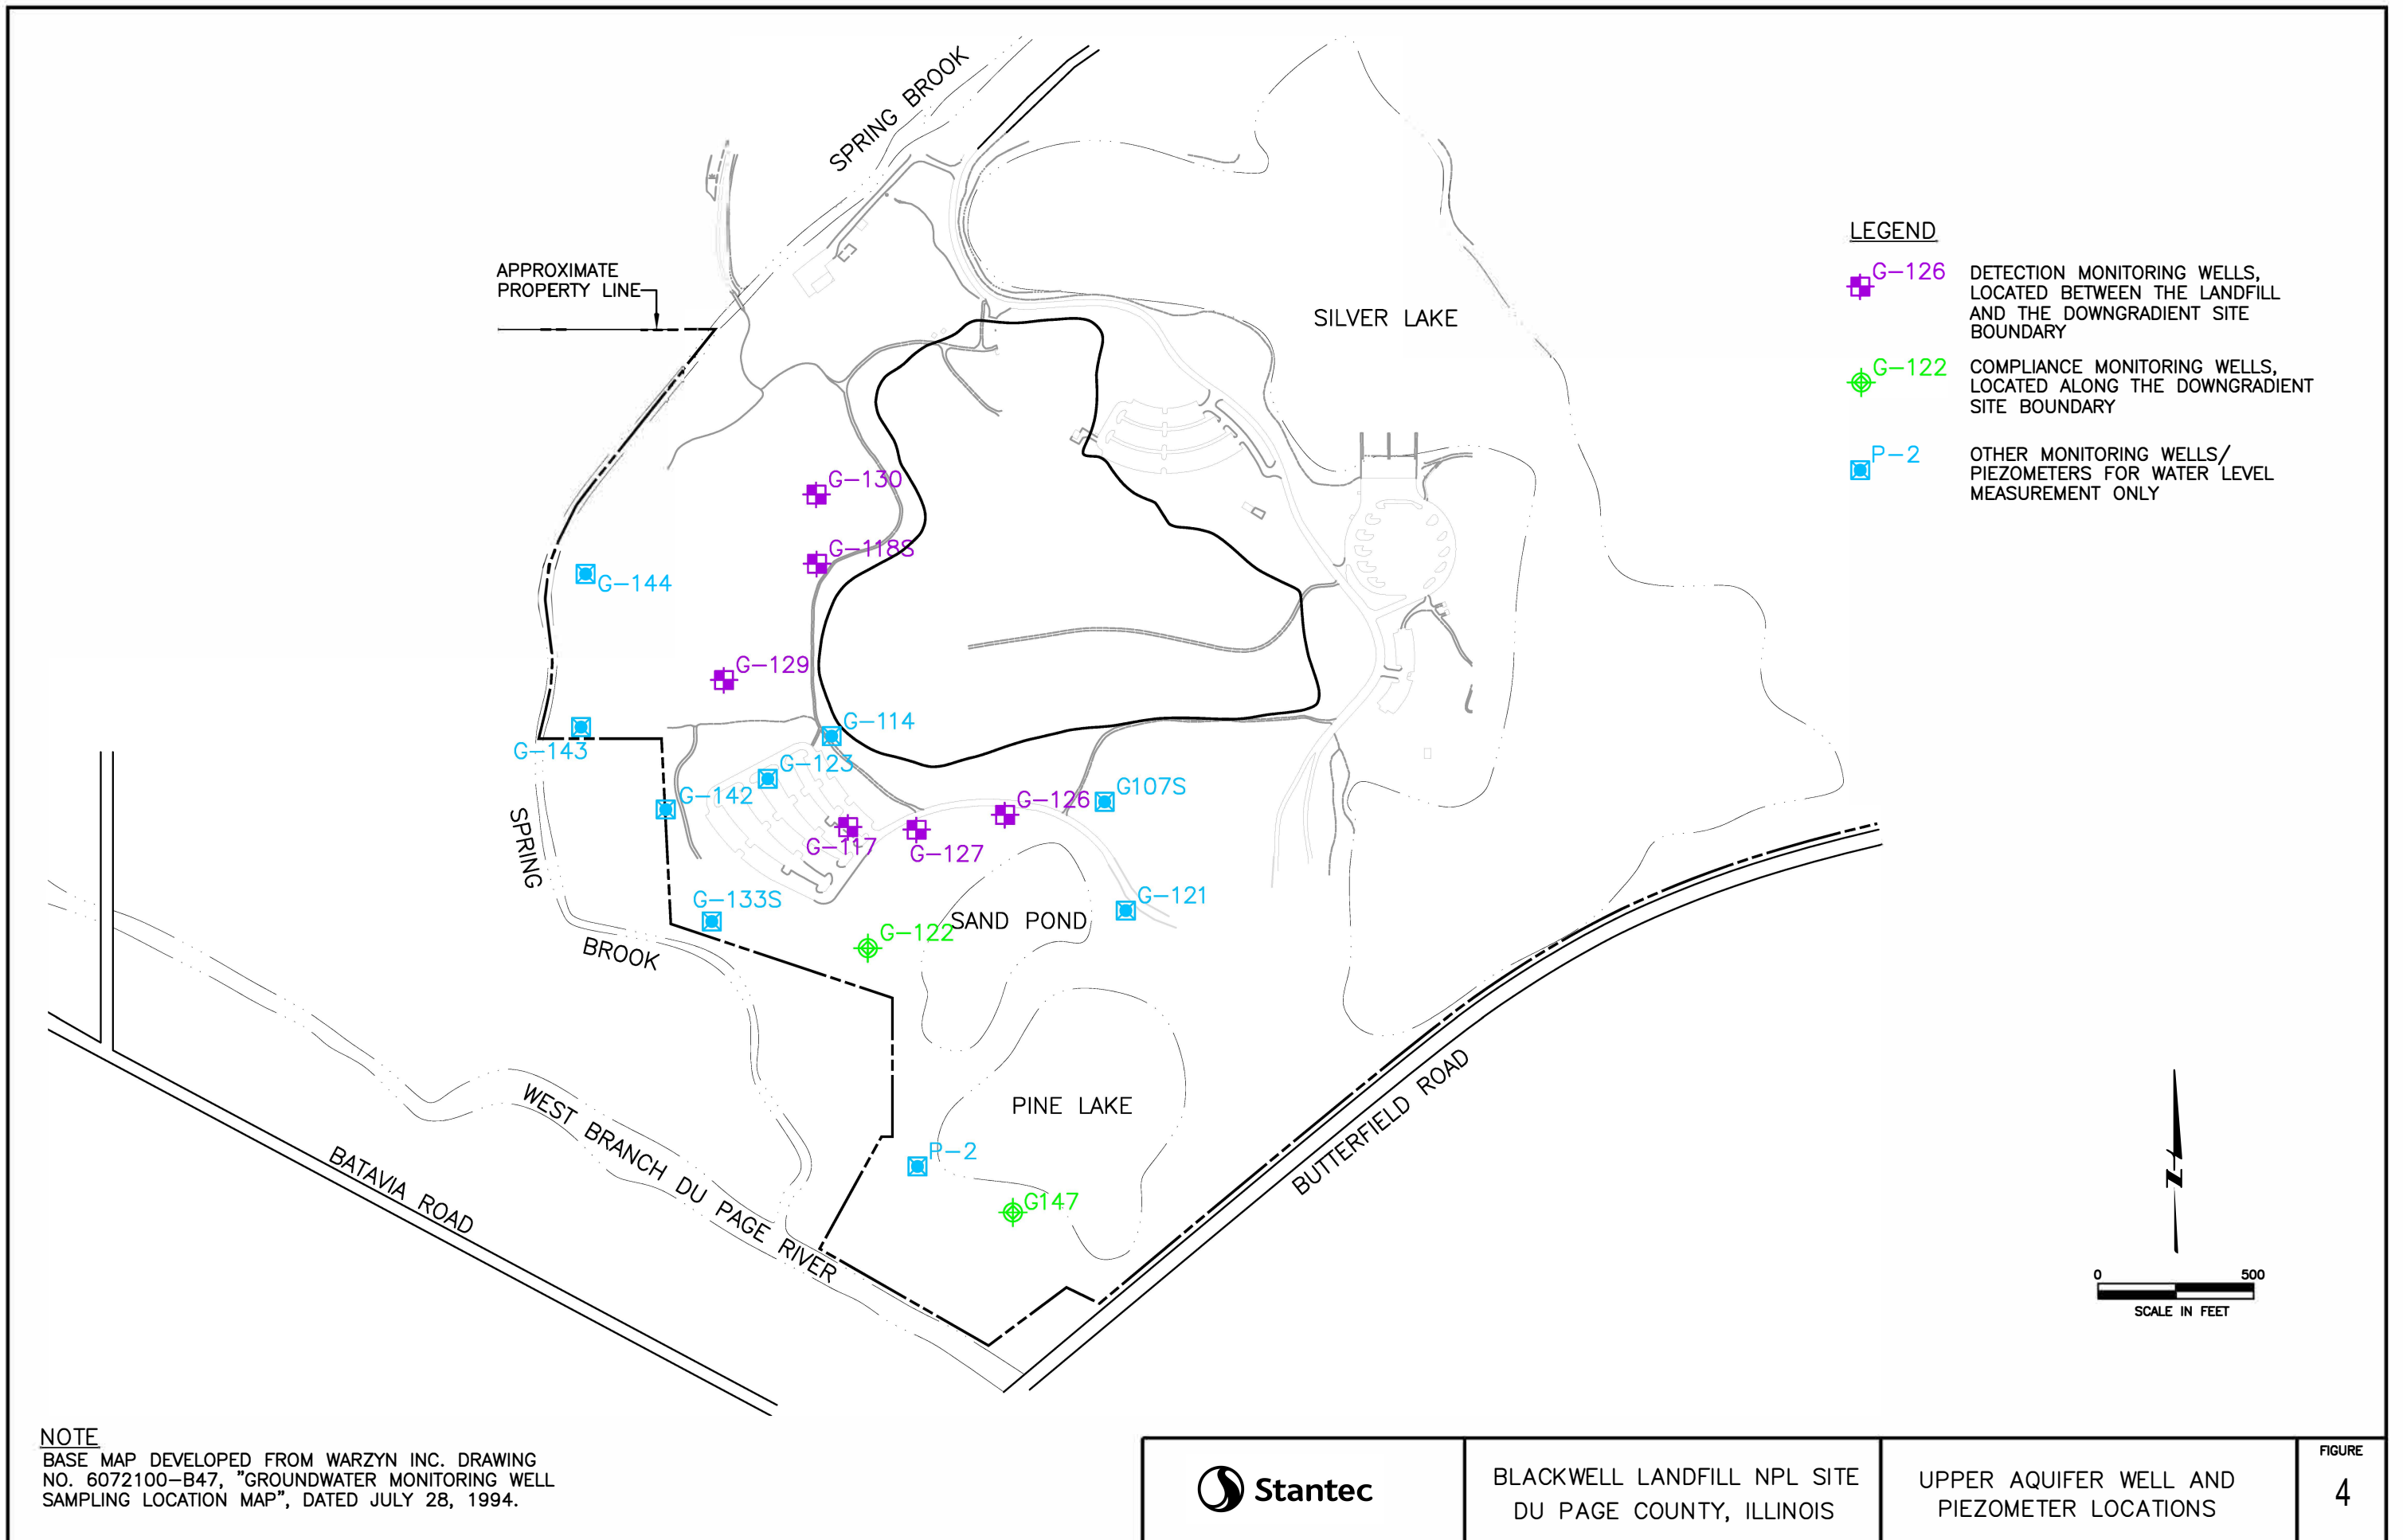 SPRING BROOK
APPROXIMATE
PROPERTY LINE
SILVER LAKE
LEGEND
G-126
DETECTION MONITORING WELLS,
LOCATED BETWEEN THE LANDFILL
AND THE DOWNGRADIENT SITE
BOUNDARY
G-122
COMPLIANCE MONITORING WELLS,
LOCATED ALONG THE DOWNGRADIENT
SITE BOUNDARY
P-2
OTHER MONITORING WELLS/
PIEZOMETERS FOR WATER LEVEL
MEASUREMENT ONLY
G-130
G-118S
G-144
G-129
G-114
G-143
G-123
G-142
G107S
G-126
G-117
G-127
SPRING
BROOK
G-133S
G-121
SAND POND
G-122
PINE LAKE
P-2
G147
WEST BRANCH DU PAGE RIVER
BATAVIA ROAD
BUTTERFIELD ROAD
N
0 500
SCALE IN FEET
NOTE
BASE MAP DEVELOPED FROM WARZYN INC. DRAWING
NO. 6072100-B47, "GROUNDWATER MONITORING WELL
SAMPLING LOCATION MAP", DATED JULY 28, 1994.
Stantec
BLACKWELL LANDFILL NPL SITE
DU PAGE COUNTY, ILLINOIS
UPPER AQUIFER WELL AND
PIEZOMETER LOCATIONS
FIGURE
4